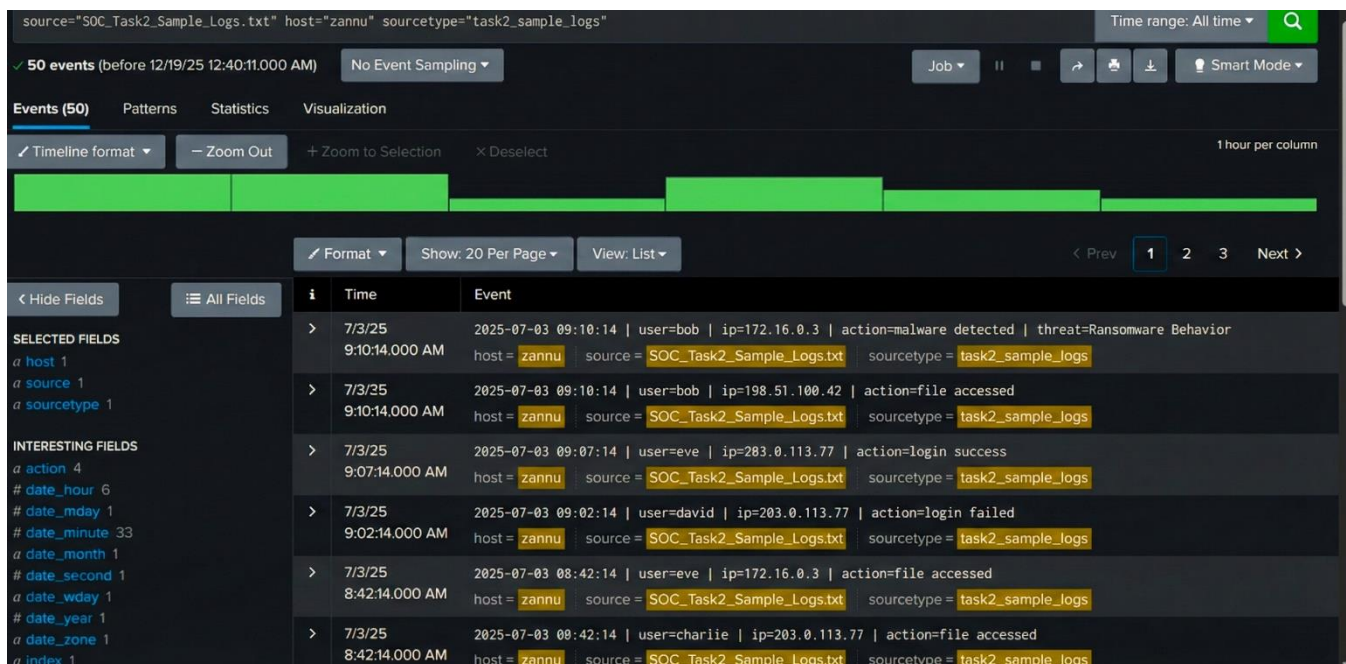 source="SOC_Task2_Sample_Logs.txt" host="zannu" sourcetype="task2_sample_logs"
Time range: All time
✓ 50 events (before 12/19/25 12:40:11.000 AM)
No Event Sampling
Job
Smart Mode
Events (50)
Patterns
Statistics
Visualization
Timeline format
— Zoom Out
+ Zoom to Selection
× Deselect
1 hour per column
Format
Show: 20 Per Page
View: List
< Prev 1 2 3 Next >
< Hide Fields
All Fields
i Time Event
SELECTED FIELDS
a host 1
a source 1
a sourcetype 1
INTERESTING FIELDS
a action 4
# date_hour 6
# date_mday 1
# date_minute 33
a date_month 1
# date_second 1
a date_wday 1
# date_year 1
a date_zone 1
a index 1
> 7/3/25 2025-07-03 09:10:14 | user=bob | ip=172.16.0.3 | action=malware detected | threat=Ransomware Behavior
9:10:14.000 AM host = zannu source = SOC_Task2_Sample_Logs.txt sourcetype = task2_sample_logs
> 7/3/25 2025-07-03 09:10:14 | user=bob | ip=198.51.100.42 | action=file accessed
9:10:14.000 AM host = zannu source = SOC_Task2_Sample_Logs.txt sourcetype = task2_sample_logs
> 7/3/25 2025-07-03 09:07:14 | user=eve | ip=283.0.113.77 | action=login success
9:07:14.000 AM host = zannu source = SOC_Task2_Sample_Logs.txt sourcetype = task2_sample_logs
> 7/3/25 2025-07-03 09:02:14 | user=david | ip=203.0.113.77 | action=login failed
9:02:14.000 AM host = zannu source = SOC_Task2_Sample_Logs.txt sourcetype = task2_sample_logs
> 7/3/25 2025-07-03 08:42:14 | user=eve | ip=172.16.0.3 | action=file accessed
8:42:14.000 AM host = zannu source = SOC_Task2_Sample_Logs.txt sourcetype = task2_sample_logs
> 7/3/25 2025-07-03 08:42:14 | user=charlie | ip=203.0.113.77 | action=file accessed
8:42:14.000 AM host = zannu source = SOC_Task2_Sample_Logs.txt sourcetype = task2_sample_logs